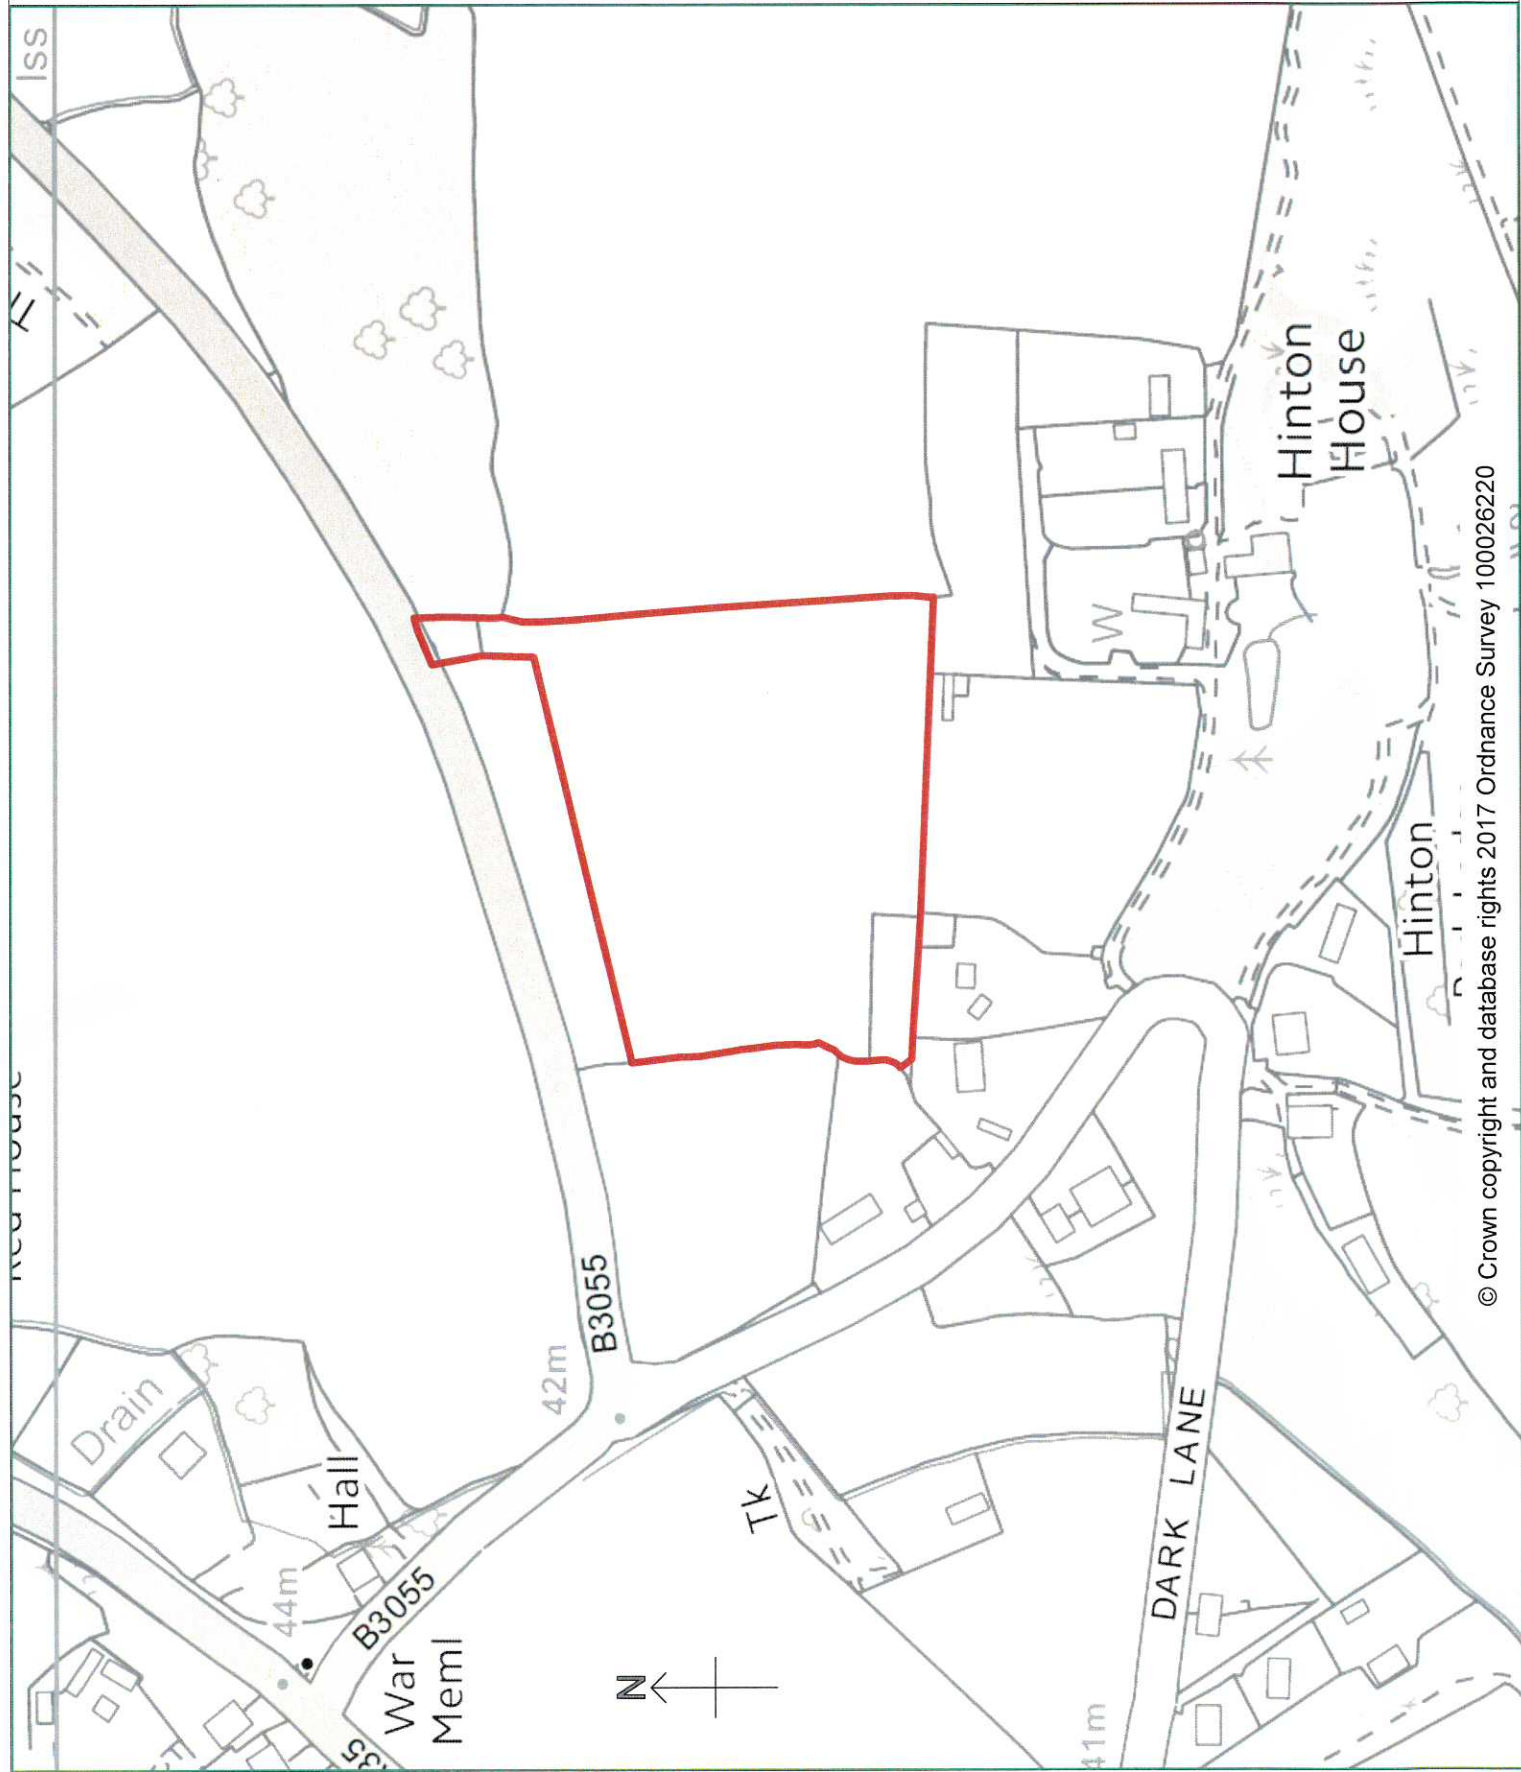 Iss
Drain
Hall
42m
B3055
44m
B3055
War
Meml
N
Tk
DARK LANE
41m
Hinton
House
W
Hinton
© Crown copyright and database rights 2017 Ordnance Survey 100026220